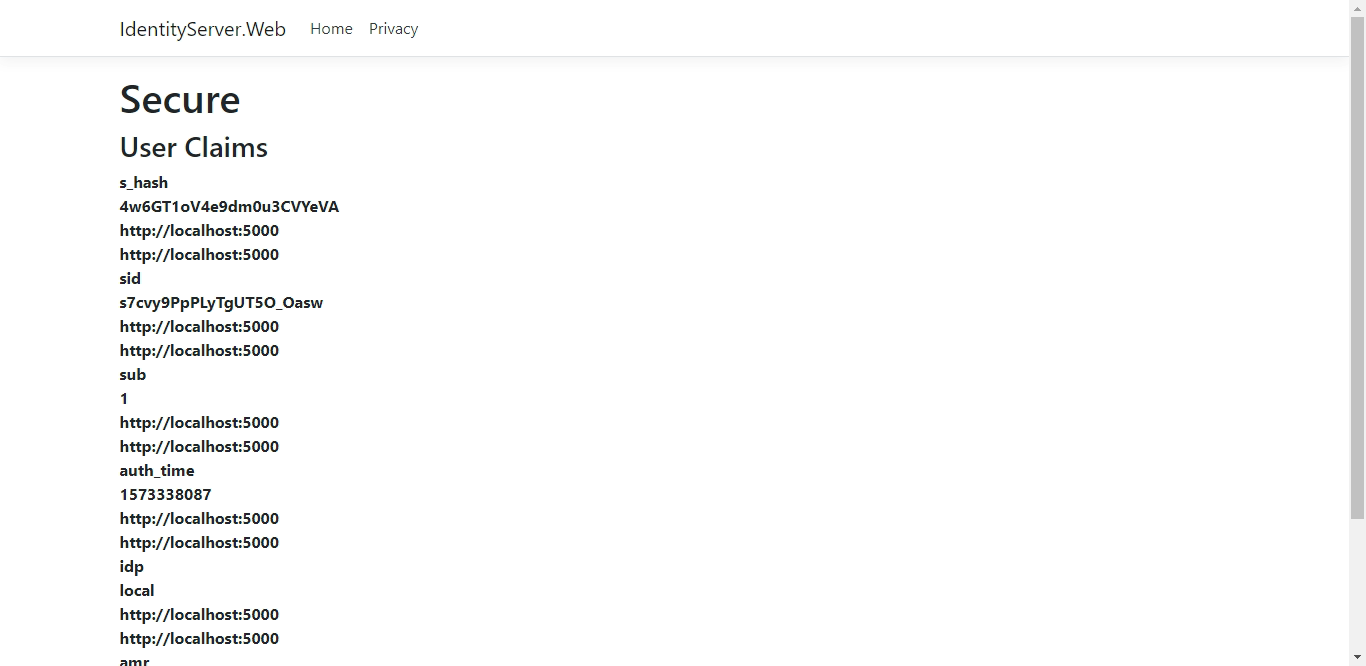 IdentityServer.Web Home Privacy
Secure
User Claims
s_hash
4w6GT1oV4e9dm0u3CVYeVA
http://localhost:5000
http://localhost:5000
sid
s7cvy9PpPLyTgUT5O_Oasw
http://localhost:5000
http://localhost:5000
sub
1
http://localhost:5000
http://localhost:5000
auth_time
1573338087
http://localhost:5000
http://localhost:5000
idp
local
http://localhost:5000
http://localhost:5000
amr